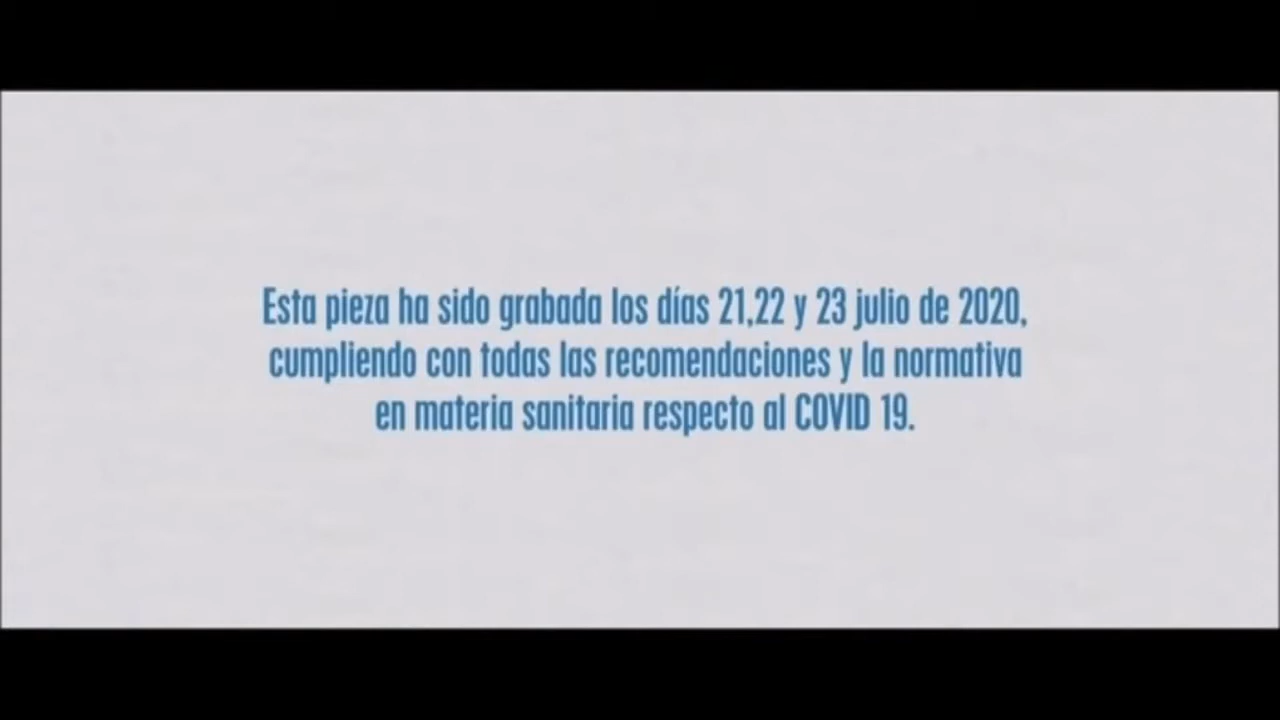 Esta pieza ha sido grabada los días 21,22 y 23 julio de 2020,
cumpliendo con todas las recomendaciones y la normativa
en materia sanitaria respecto al COVID 19.